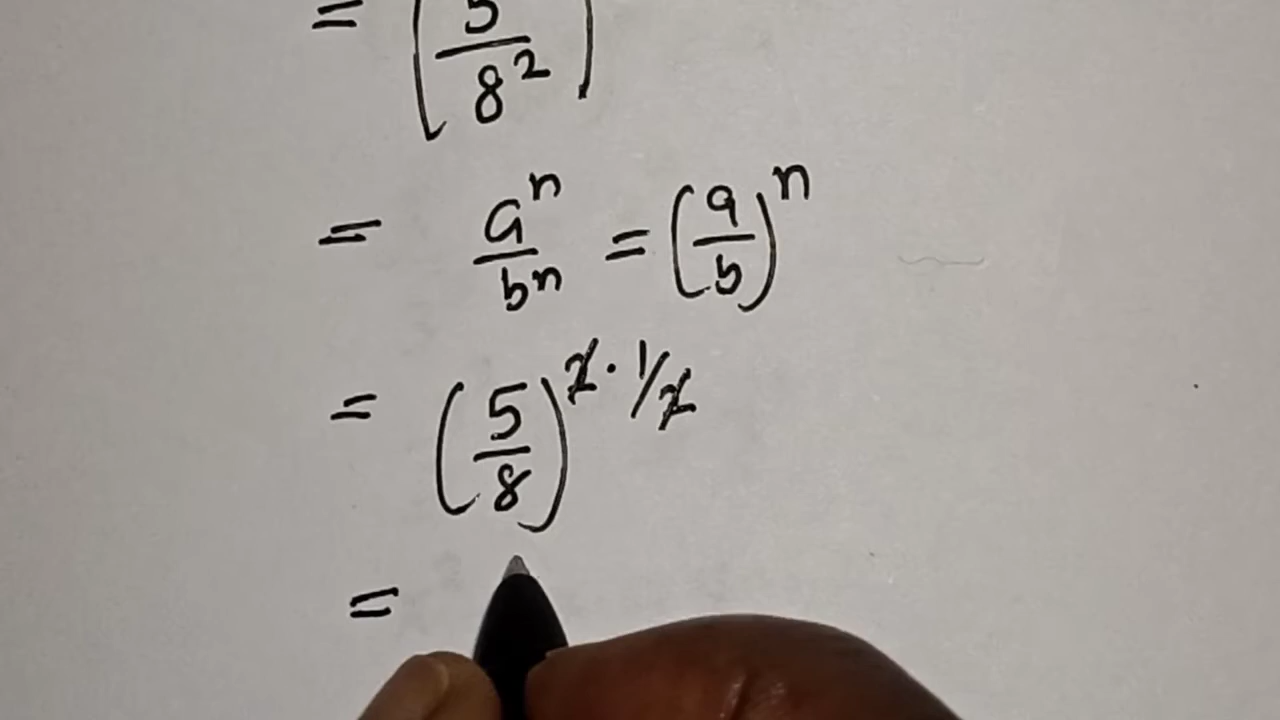 = (5/8²)
= aⁿ/bⁿ = (a/b)ⁿ
= (5/8)^2·1/2
=